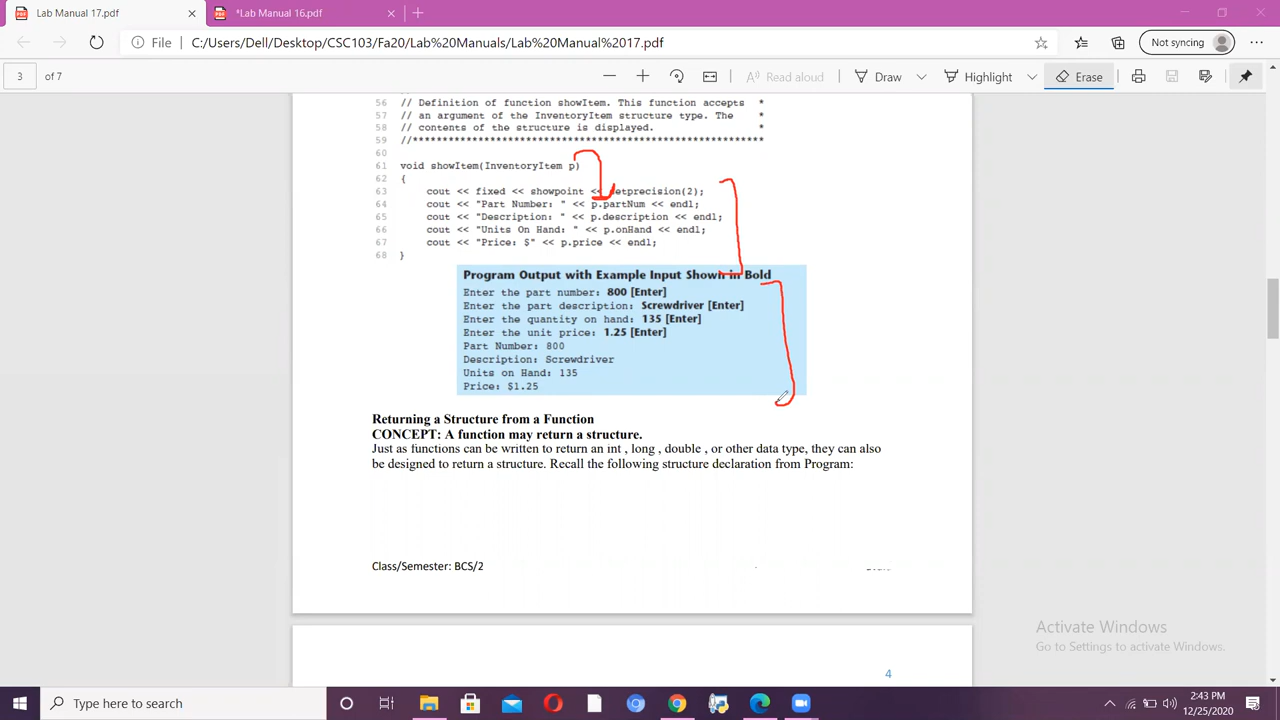 Lab Manual 17.pdf
*Lab Manual 16.pdf
File
C:/Users/Dell/Desktop/CSC103/Fa20/Lab%20Manuals/Lab%20Manual%2017.pdf
Not syncing
3 of 7
Read aloud
Draw
Highlight
Erase
56 // Definition of function showItem. This function accepts *
57 // an argument of the InventoryItem structure type. The *
58 // contents of the structure is displayed. *
59 //***********************************************************
60
61 void showItem(InventoryItem p)
62 {
63 cout << fixed << showpoint << setprecision(2);
64 cout << "Part Number: " << p.partNum << endl;
65 cout << "Description: " << p.description << endl;
66 cout << "Units On Hand: " << p.onHand << endl;
67 cout << "Price: $" << p.price << endl;
68 }
Program Output with Example Input Shown in Bold
Enter the part number: 800 [Enter]
Enter the part description: Screwdriver [Enter]
Enter the quantity on hand: 135 [Enter]
Enter the unit price: 1.25 [Enter]
Part Number: 800
Description: Screwdriver
Units on Hand: 135
Price: $1.25
Returning a Structure from a Function
CONCEPT: A function may return a structure.
Just as functions can be written to return an int , long , double , or other data type, they can also
be designed to return a structure. Recall the following structure declaration from Program:
Class/Semester: BCS/2
Activate Windows
Go to Settings to activate Windows.
4
Type here to search
2:43 PM
12/25/2020